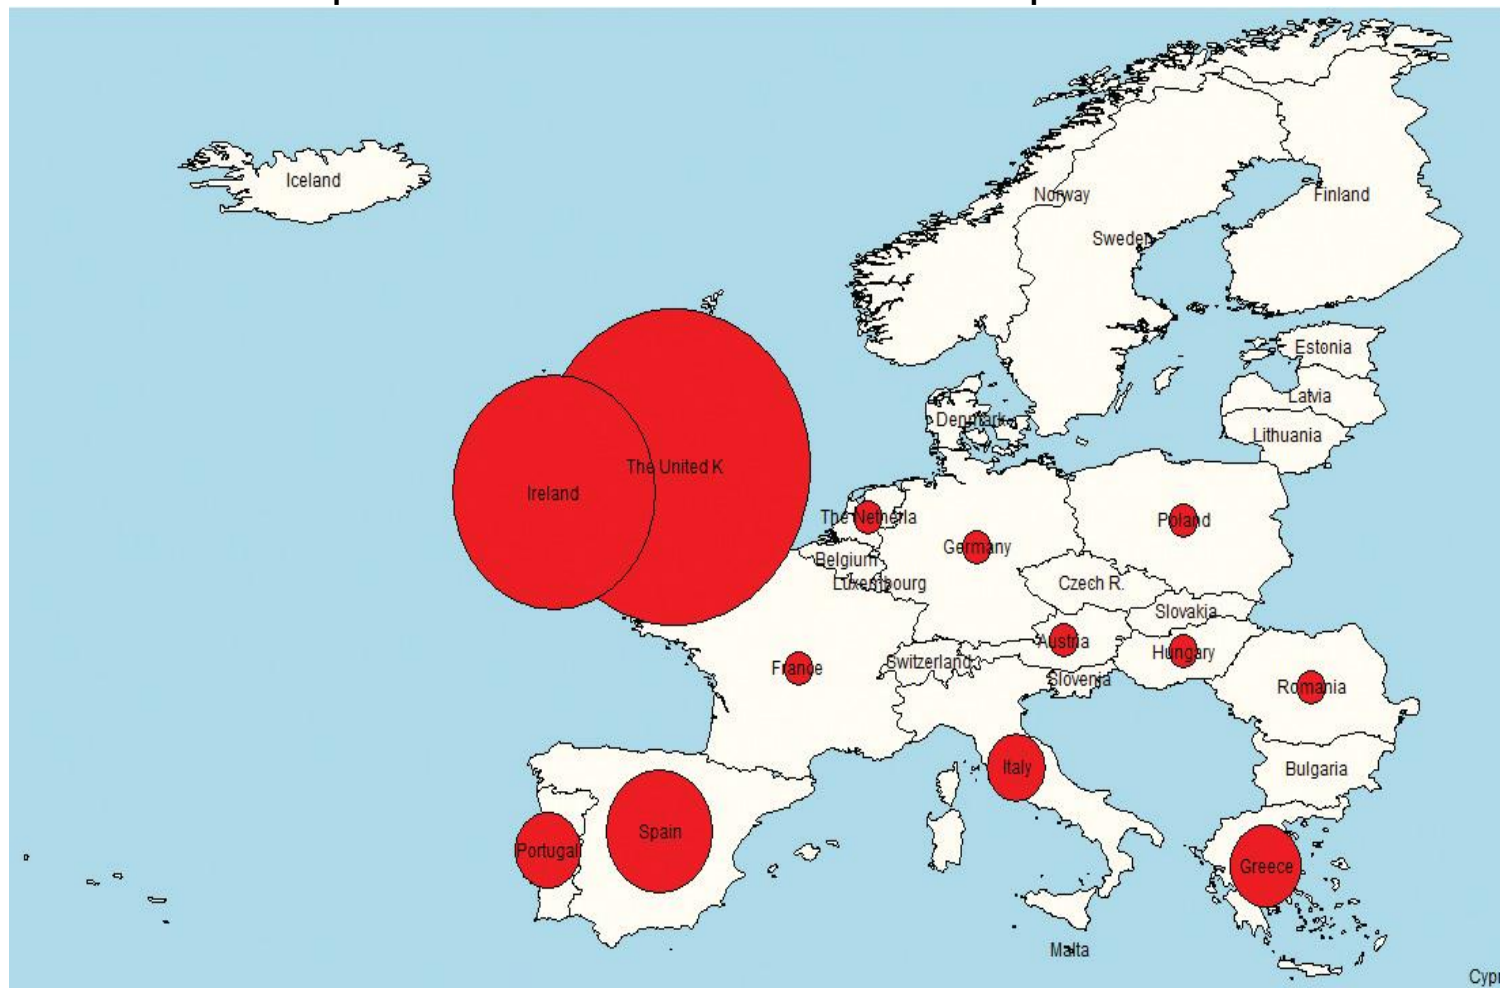 Iceland
Norway
Finland
Sweden
Estonia
Latvia
Denmark
Lithuania
The United K
Ireland
The Netherla
Poland
Germany
Belgium
Luxembourg
Czech R.
Slovakia
Austria
Hungary
Switzerland
France
Slovenia
Romania
Italy
Bulgaria
Spain
Portugal
Greece
Malta
Cypr